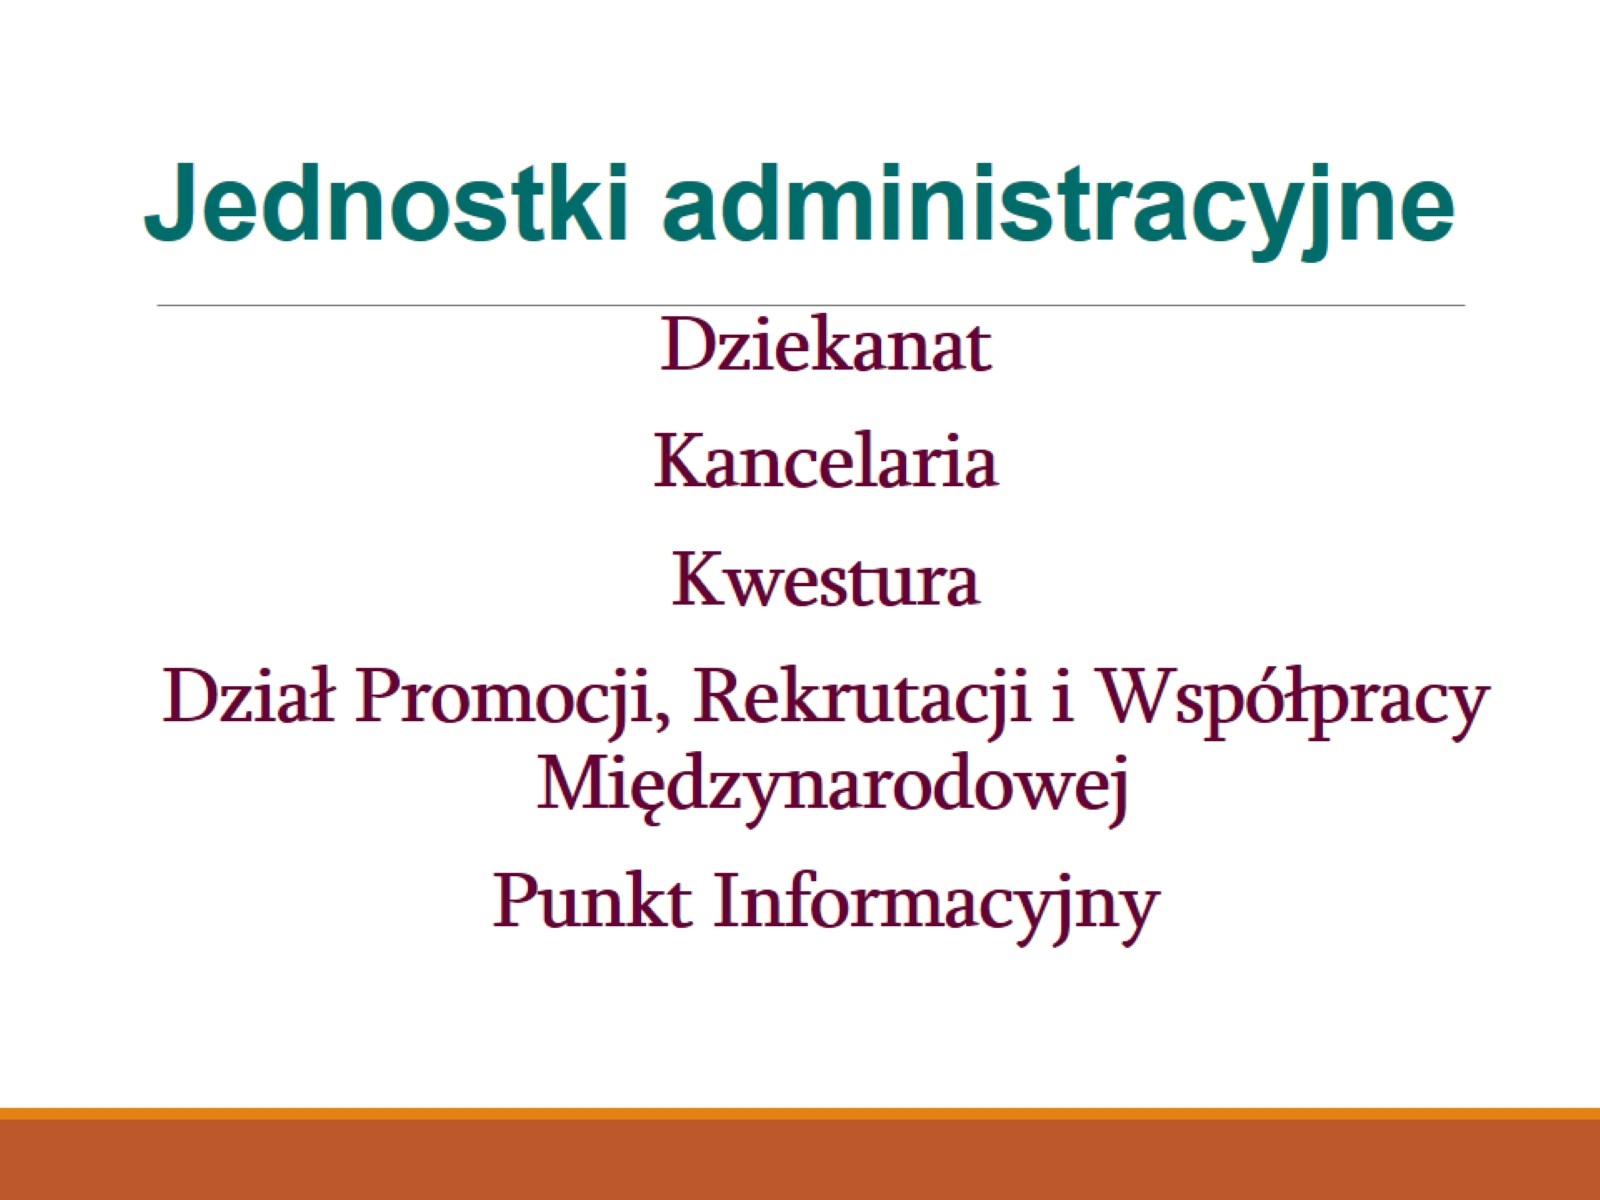 Jednostki administracyjne
Dziekanat
Kancelaria
Kwestura
Dział Promocji, Rekrutacji i Współpracy
Międzynarodowej
Punkt Informacyjny